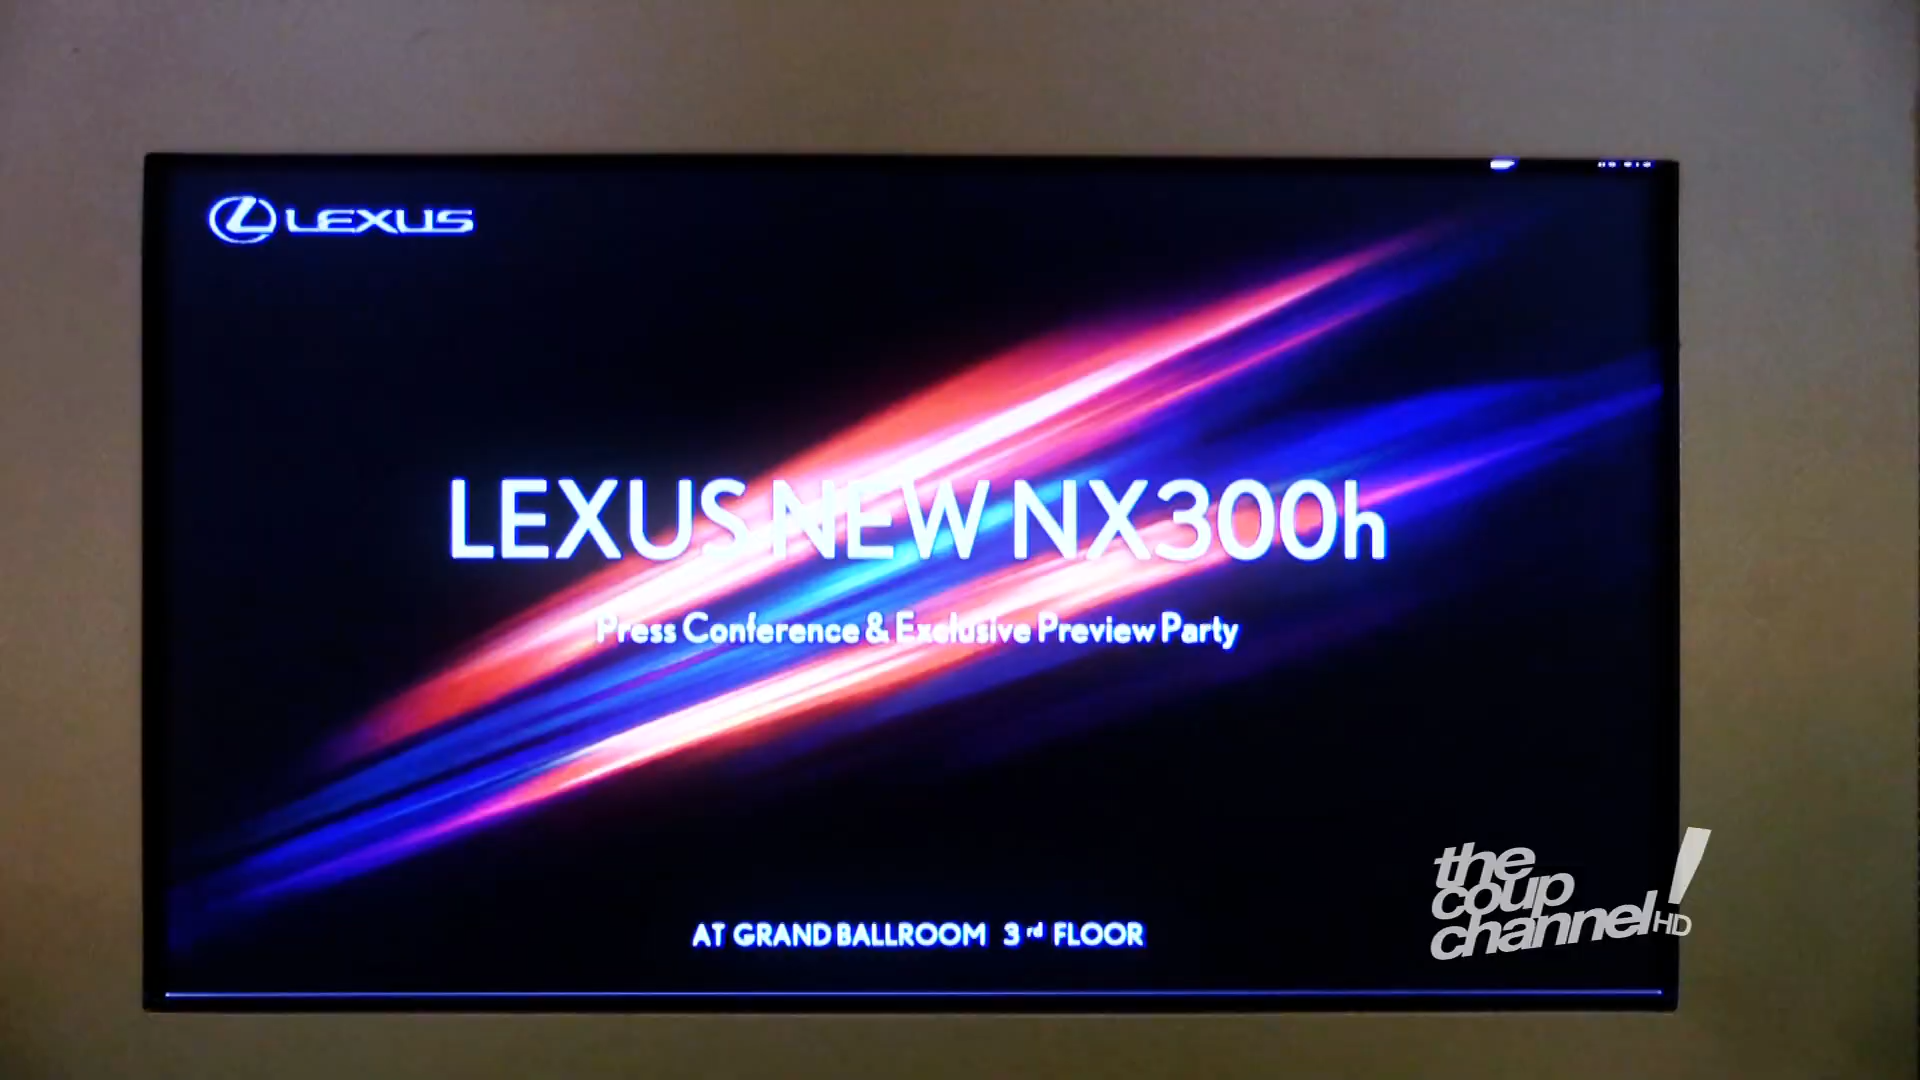 LEXUS
LEXUS NEW NX300h
Press Conference & Exclusive Preview Party
AT GRAND BALLROOM 3rd FLOOR
the
coup
channel!
HD